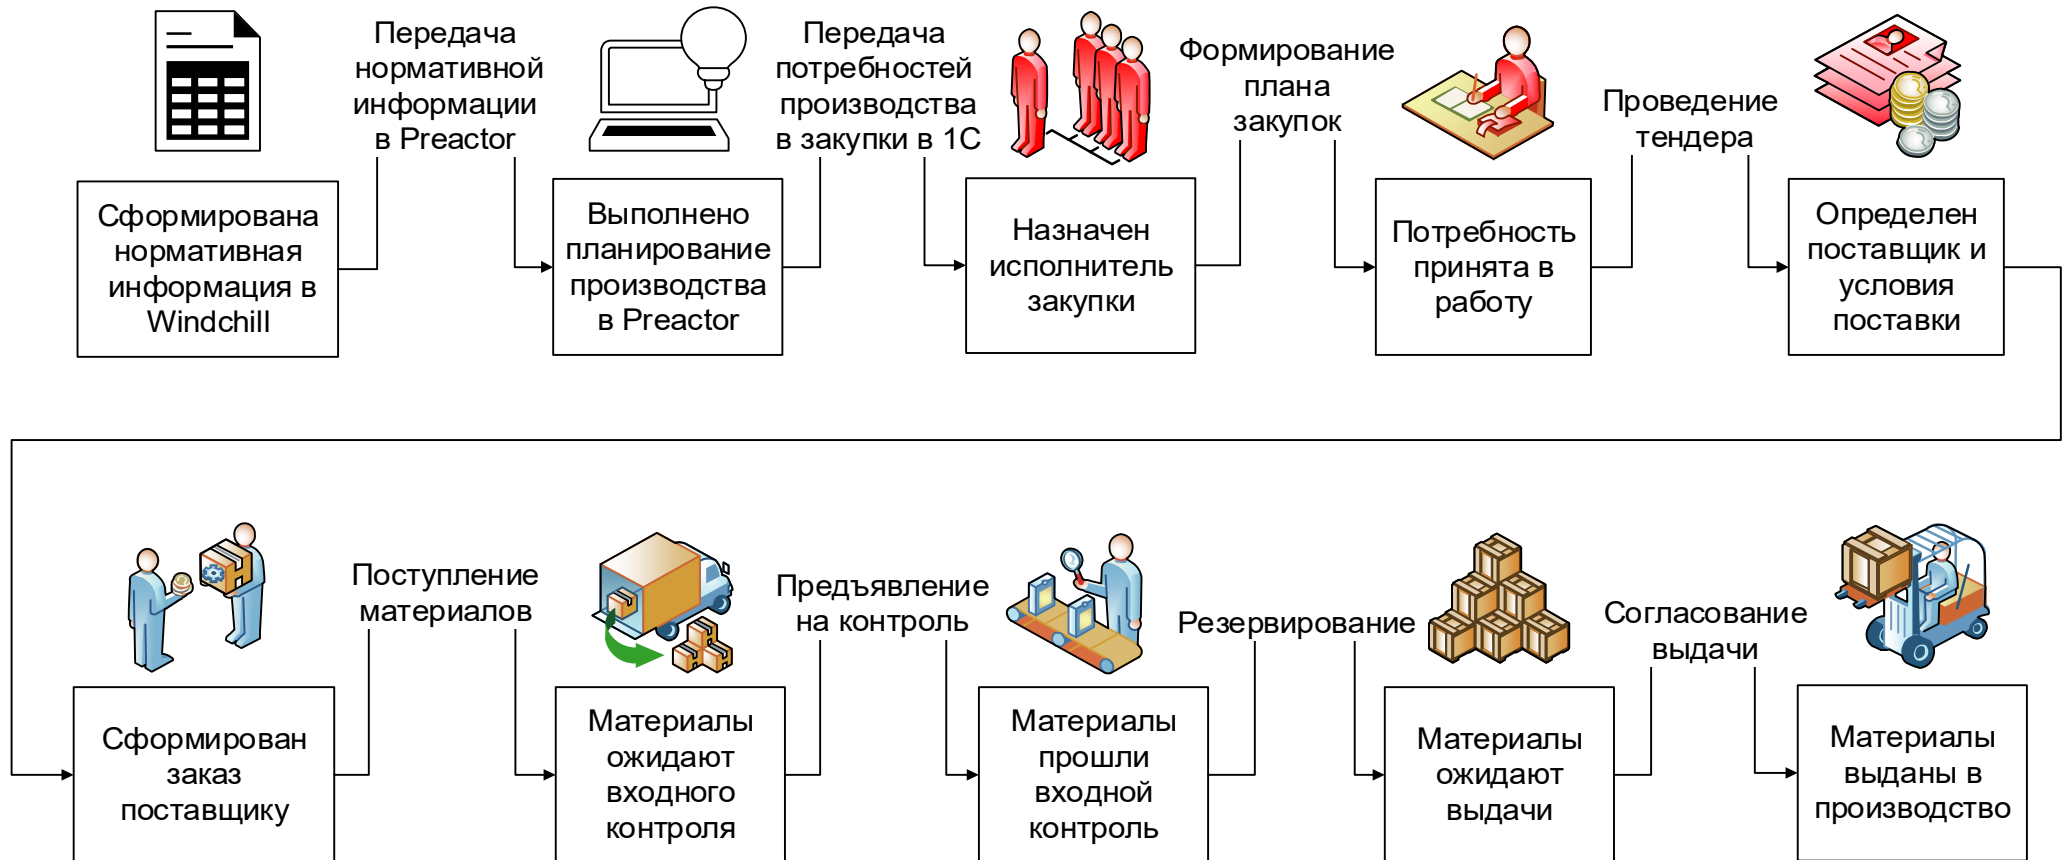 Передача
нормативной
информации
в Preactor
Передача
потребностей
производства
в закупки в 1С
Формирование
плана
закупок
Проведение
тендера
Сформирована
нормативная
информация в
Windchill
Выполнено
планирование
производства
в Preactor
Назначен
исполнитель
закупки
Потребность
принята в
работу
Определен
поставщик и
условия
поставки
Поступление
материалов
Предъявление
на контроль
Резервирование
Согласование
выдачи
Сформирован
заказ
поставщику
Материалы
ожидают
входного
контроля
Материалы
прошли
входной
контроль
Материалы
ожидают
выдачи
Материалы
выданы в
производство